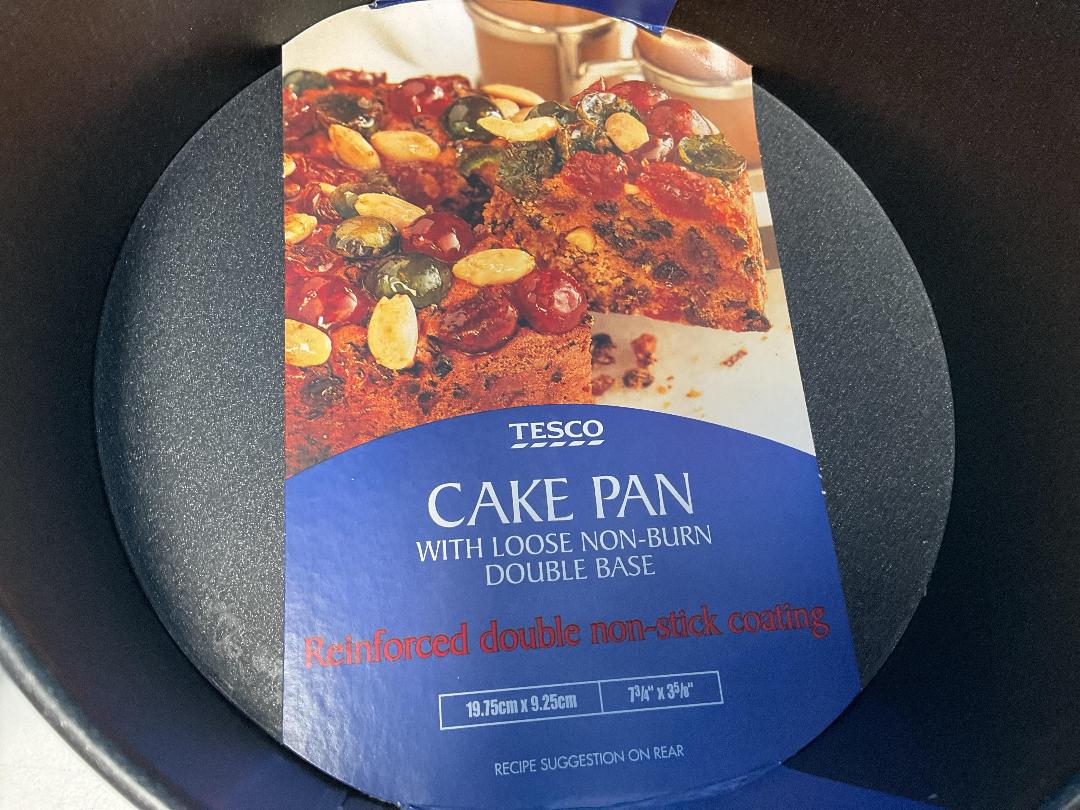 TESCO
CAKE PAN
WITH LOOSE NON-BURN
DOUBLE BASE
Reinforced double non-stick coating
19.75cm x 9.25cm 7¾" x 3⅝"
RECIPE SUGGESTION ON REAR